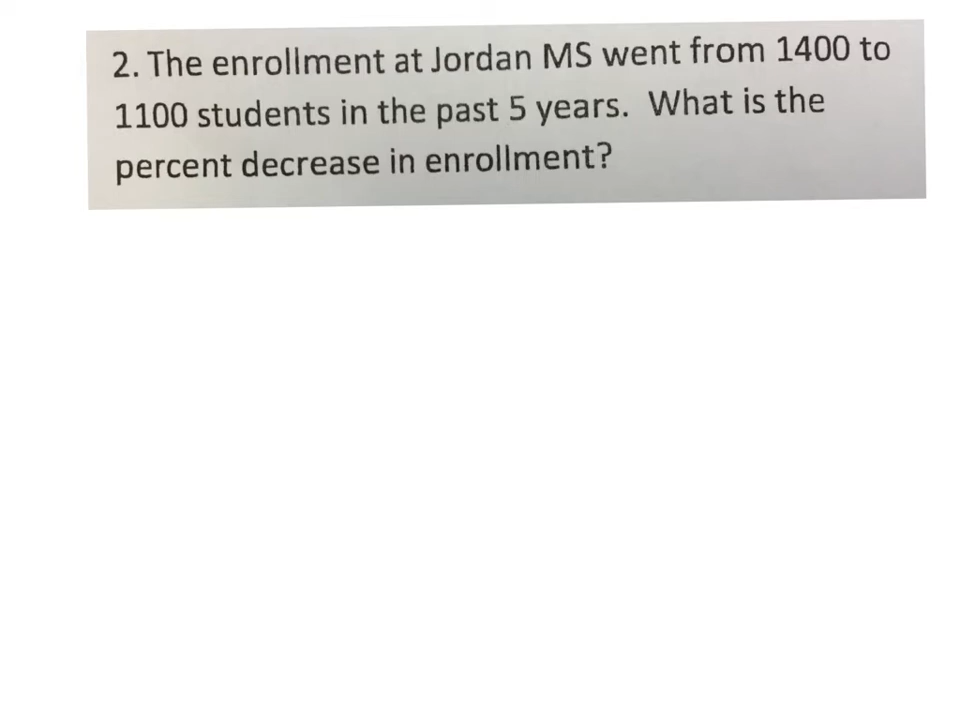 2. The enrollment at Jordan MS went from 1400 to
1100 students in the past 5 years. What is the
percent decrease in enrollment?